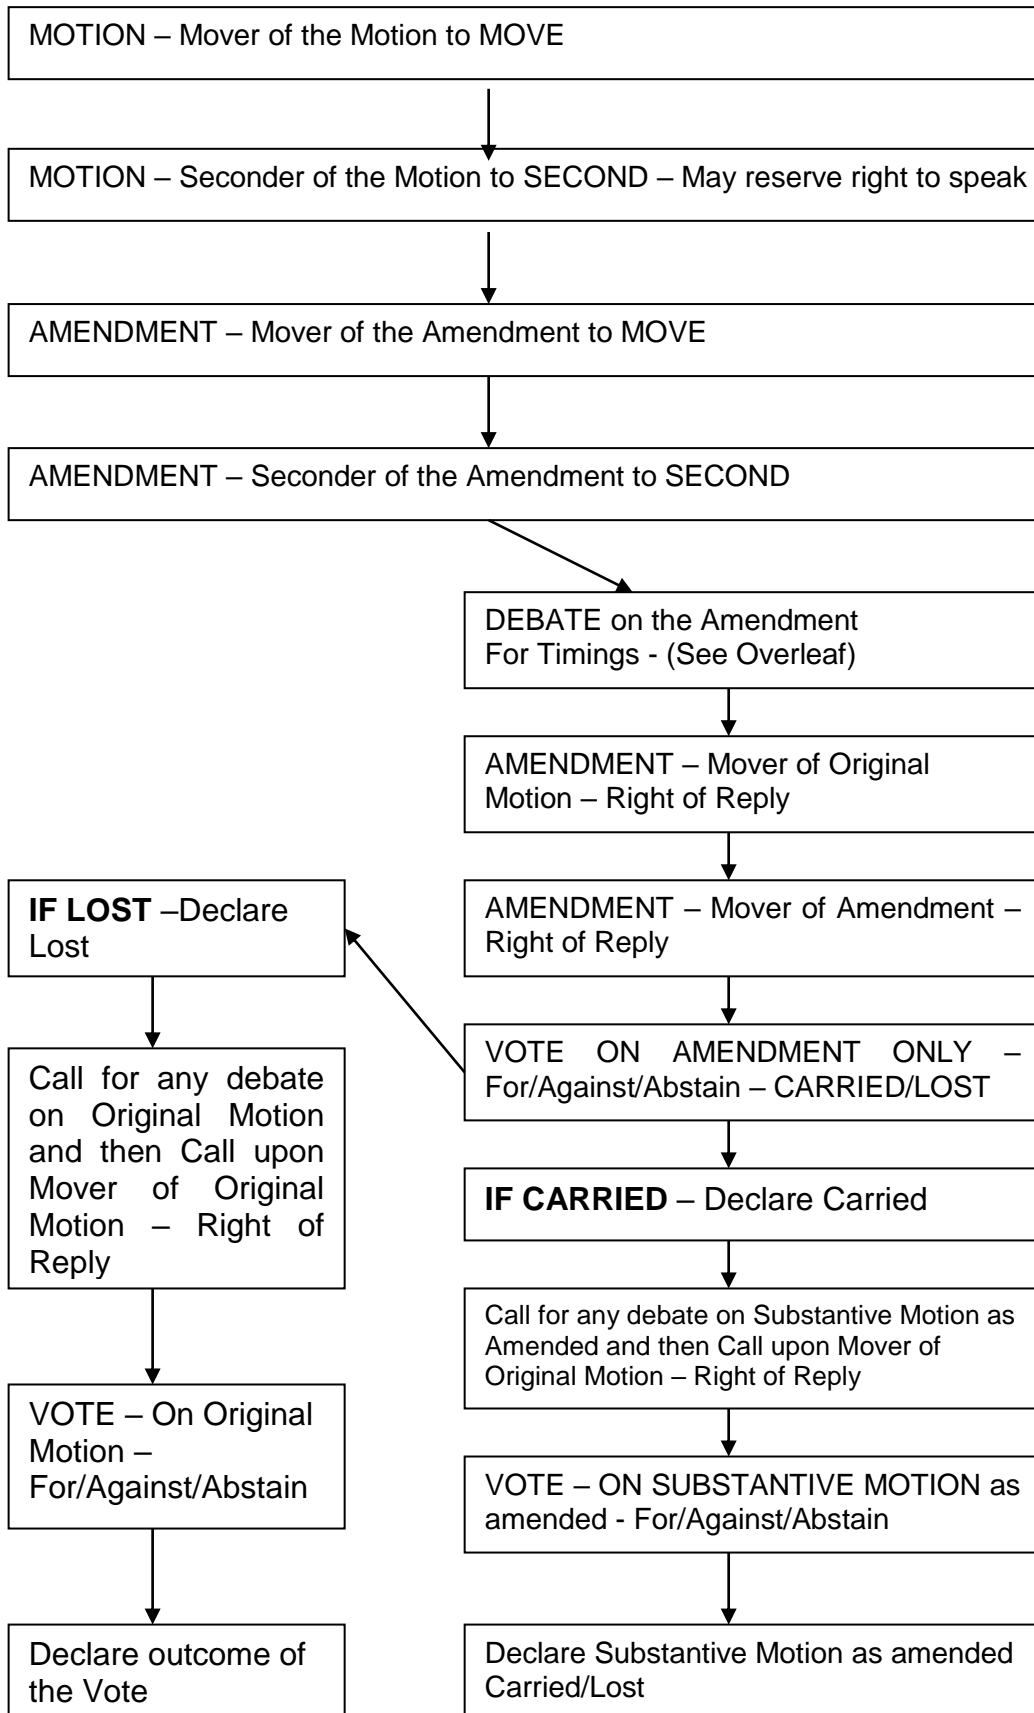 MOTION – Mover of the Motion to MOVE
MOTION – Seconder of the Motion to SECOND – May reserve right to speak
AMENDMENT – Mover of the Amendment to MOVE
AMENDMENT – Seconder of the Amendment to SECOND
DEBATE on the Amendment
For Timings - (See Overleaf)
AMENDMENT – Mover of Original
Motion – Right of Reply
AMENDMENT – Mover of Amendment –
Right of Reply
VOTE ON AMENDMENT ONLY –
For/Against/Abstain – CARRIED/LOST
IF LOST –Declare
Lost
Call for any debate
on Original Motion
and then Call upon
Mover of Original
Motion – Right of
Reply
VOTE – On Original
Motion –
For/Against/Abstain
Declare outcome of
the Vote
IF CARRIED – Declare Carried
Call for any debate on Substantive Motion as
Amended and then Call upon Mover of
Original Motion – Right of Reply
VOTE – ON SUBSTANTIVE MOTION as
amended - For/Against/Abstain
Declare Substantive Motion as amended
Carried/Lost